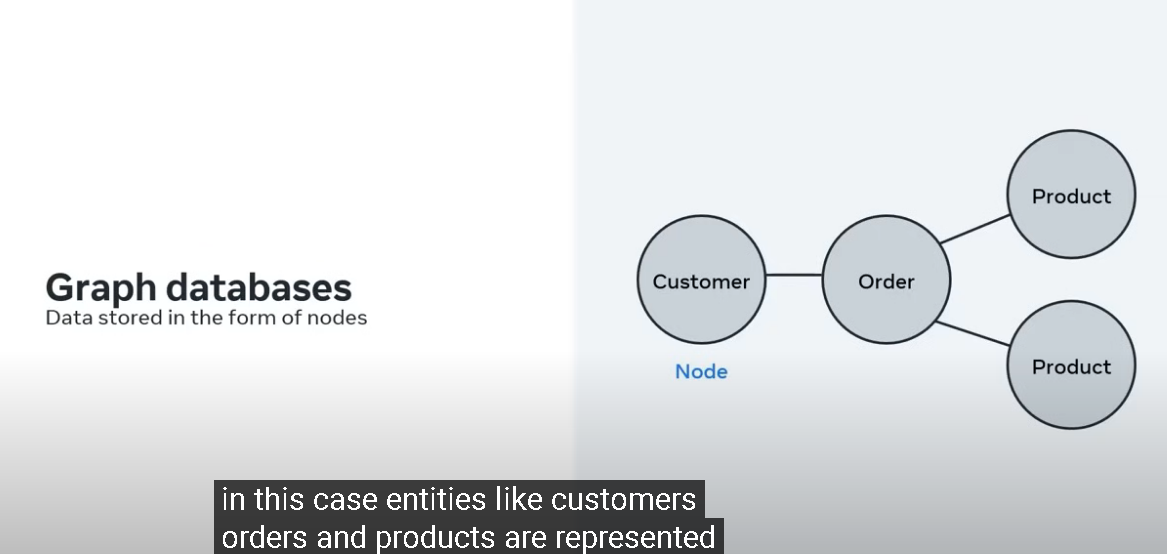 Graph databases
Data stored in the form of nodes
Customer
Order
Product
Product
Node
in this case entities like customers
orders and products are represented